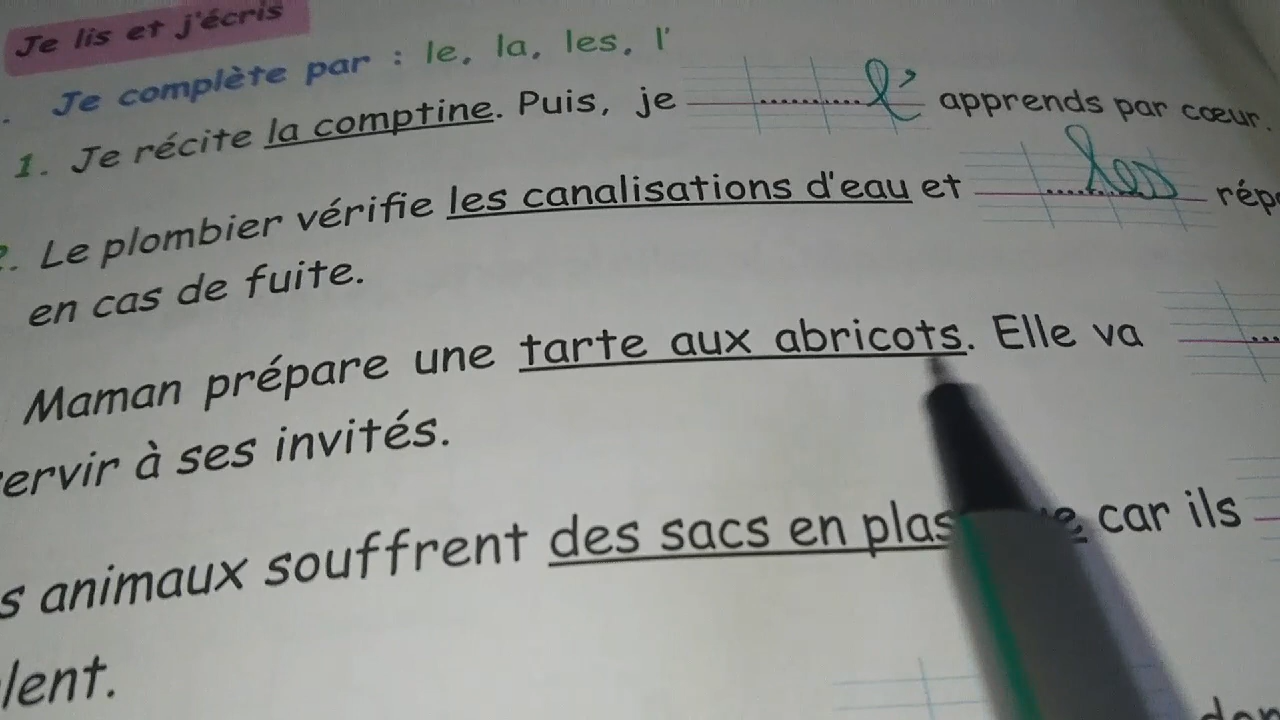 Je lis et j'écris
. Je complète par : le, la, les, l'
1. Je récite la comptine. Puis, je ..........l' apprends par cœur.
. Le plombier vérifie les canalisations d'eau et ..........les rép
en cas de fuite.
Maman prépare une tarte aux abricots. Elle va ...
ervir à ses invités.
s animaux souffrent des sacs en plas car ils
lent.